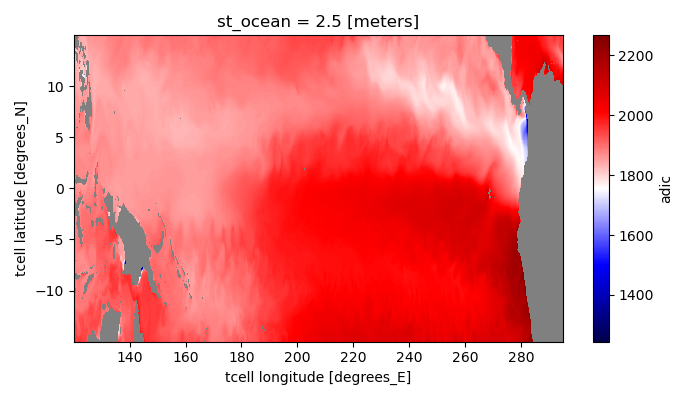 st_ocean = 2.5 [meters]
tcell latitude [degrees_N]
10
5
0
−5
−10
140 160 180 200 220 240 260 280
tcell longitude [degrees_E]
2200
2000
1800
1600
1400
adic